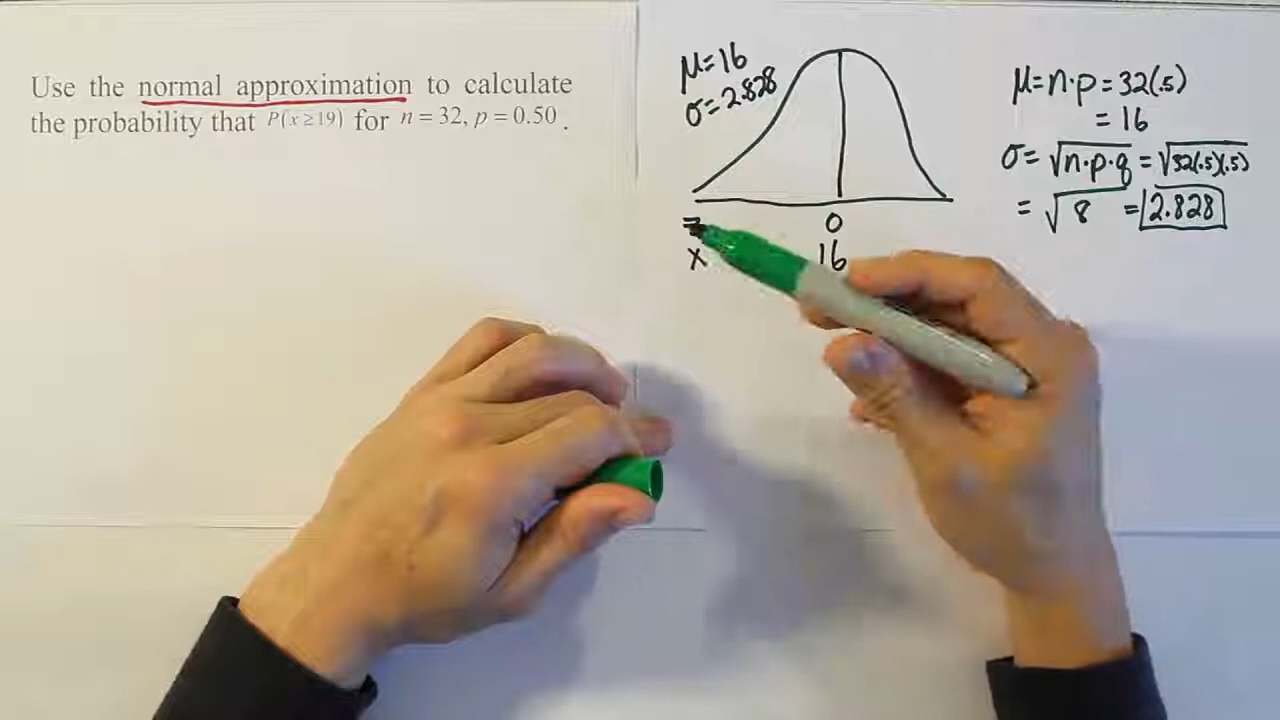 Use the normal approximation to calculate
the probability that P(x≥19) for n = 32, p = 0.50 .
μ=16
σ=2.828
0
x 16
μ=n·p=32(.5)
=16
σ=√n·p·q=√32(.5)(.5)
=√8=2.828